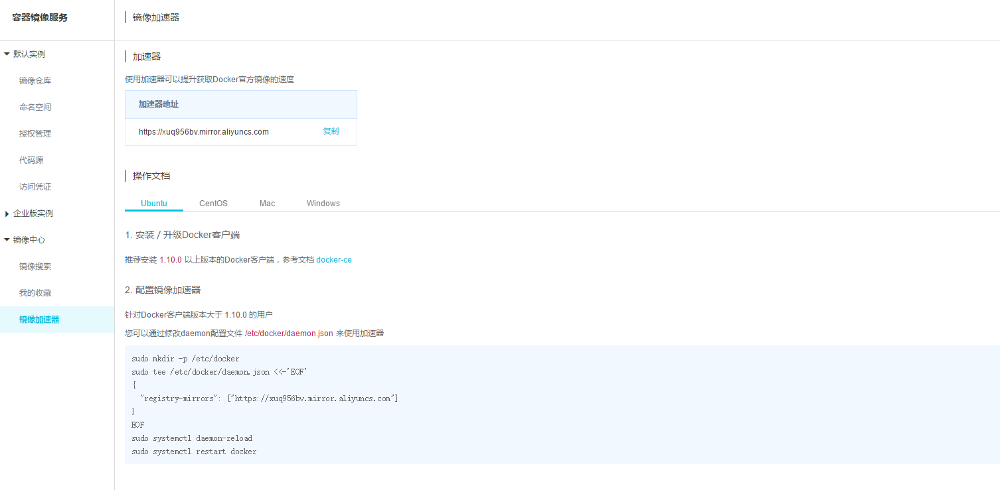 容器镜像服务
镜像加速器
默认实例
镜像仓库
命名空间
授权管理
代码源
访问凭证
企业版实例
镜像中心
镜像搜索
我的收藏
镜像加速器
加速器
使用加速器可以提升获取Docker官方镜像的速度
加速器地址
https://xuq956bv.mirror.aliyuncs.com 复制
操作文档
Ubuntu CentOS Mac Windows
1. 安装 / 升级Docker客户端
推荐安装 1.10.0 以上版本的Docker客户端，参考文档 docker-ce
2. 配置镜像加速器
针对Docker客户端版本大于 1.10.0 的用户
您可以通过修改daemon配置文件 /etc/docker/daemon.json 来使用加速器
sudo mkdir -p /etc/docker
sudo tee /etc/docker/daemon.json <<-'EOF'
{
  "registry-mirrors": ["https://xuq956bv.mirror.aliyuncs.com"]
}
EOF
sudo systemctl daemon-reload
sudo systemctl restart docker